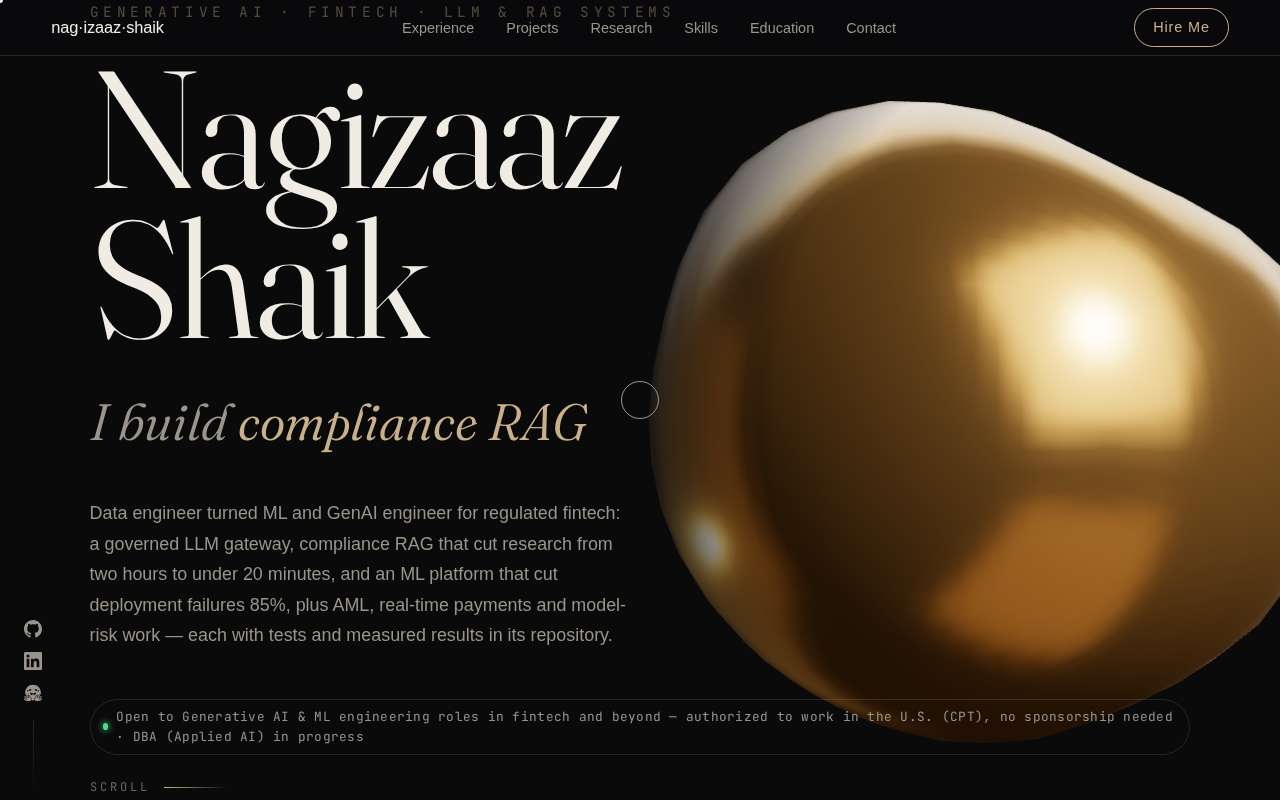 GENERATIVE AI · FINTECH · LLM & RAG SYSTEMS
nag·izaaz·shaik
Experience
Projects
Research
Skills
Education
Contact
Hire Me
Nagizaaz
Shaik
I build compliance RAG
Data engineer turned ML and GenAI engineer for regulated fintech:
a governed LLM gateway, compliance RAG that cut research from
two hours to under 20 minutes, and an ML platform that cut
deployment failures 85%, plus AML, real-time payments and model-
risk work — each with tests and measured results in its repository.
Open to Generative AI & ML engineering roles in fintech and beyond — authorized to work in the U.S. (CPT), no sponsorship needed
· DBA (Applied AI) in progress
SCROLL